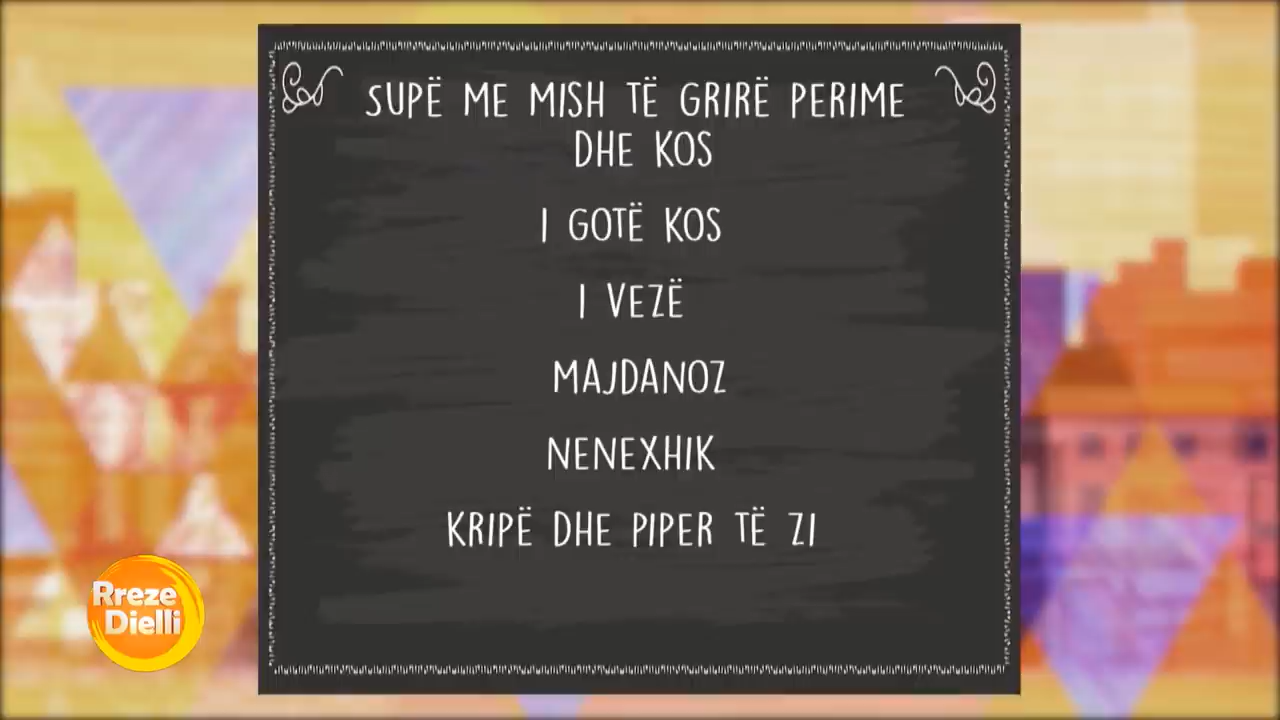 SUPË ME MISH TË GRIRË PERIME
DHE KOS
1 GOTË KOS
1 VEZË
MAJDANOZ
NENEXHIK
KRIPË DHE PIPER TË ZI
Rreze
Dielli